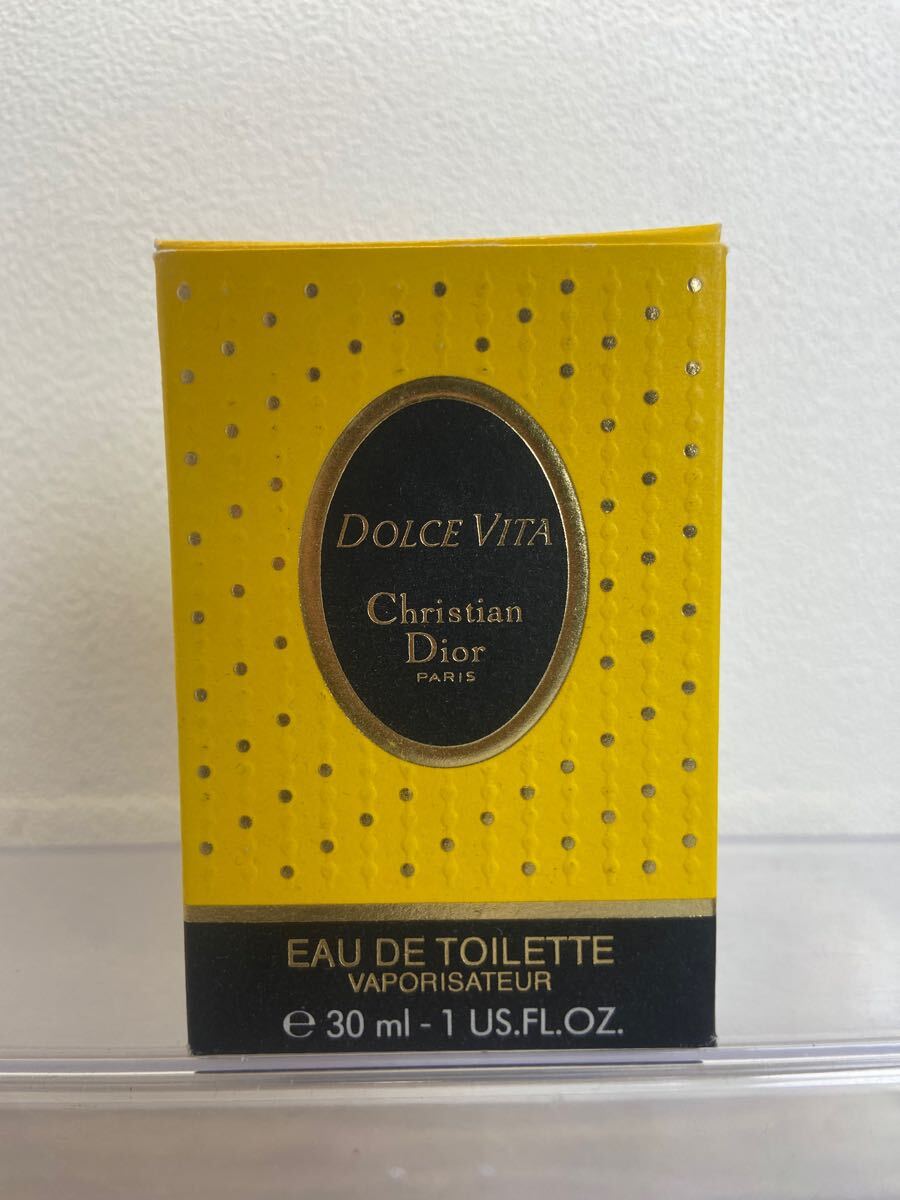 DOLCE VITA
Christian
Dior
PARIS
EAU DE TOILETTE
VAPORISATEUR
℮ 30 ml - 1 US.FL.OZ.